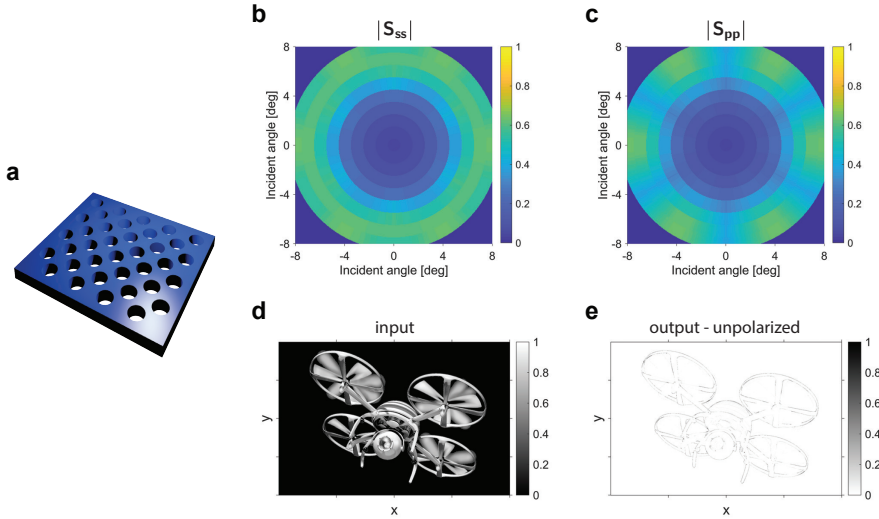 a
b
|S_ss|
Incident angle [deg]
8
4
0
-4
-8
-8 -4 0 4 8
Incident angle [deg]
1
0.8
0.6
0.4
0.2
0
c
|S_pp|
Incident angle [deg]
8
4
0
-4
-8
-8 -4 0 4 8
Incident angle [deg]
1
0.8
0.6
0.4
0.2
0
d
input
y
x
1
0.8
0.6
0.4
0.2
0
e
output - unpolarized
y
x
1
0.8
0.6
0.4
0.2
0